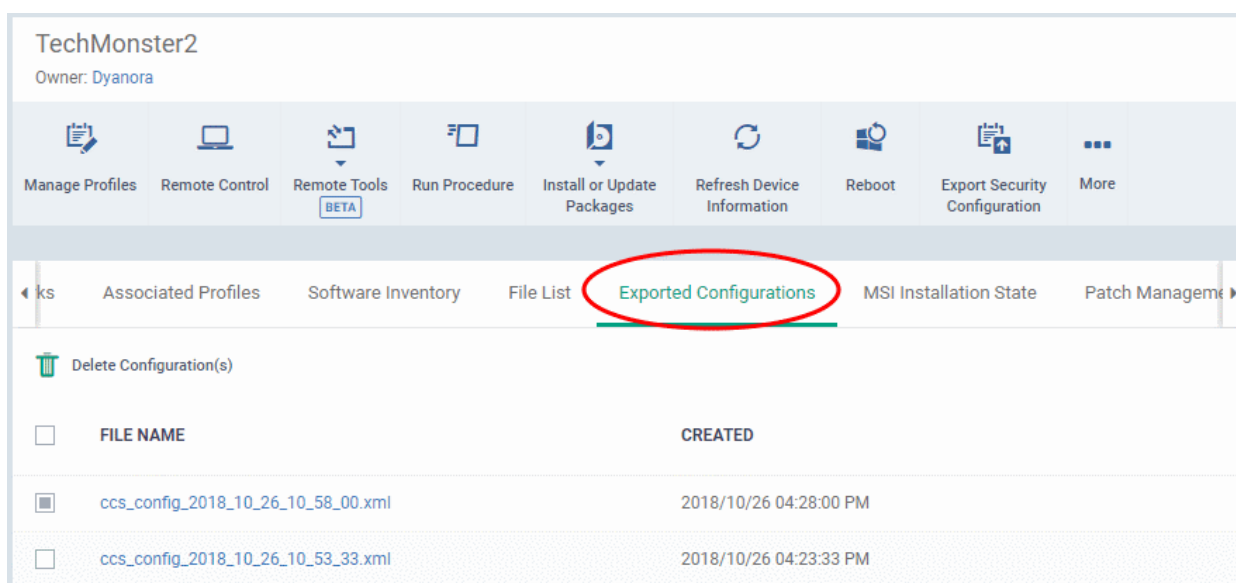 TechMonster2
Owner: Dyanora
Manage Profiles
Remote Control
Remote Tools
BETA
Run Procedure
Install or Update
Packages
Refresh Device
Information
Reboot
Export Security
Configuration
More
ks
Associated Profiles
Software Inventory
File List
Exported Configurations
MSI Installation State
Patch Manageme
Delete Configuration(s)
FILE NAME CREATED
ccs_config_2018_10_26_10_58_00.xml 2018/10/26 04:28:00 PM
ccs_config_2018_10_26_10_53_33.xml 2018/10/26 04:23:33 PM